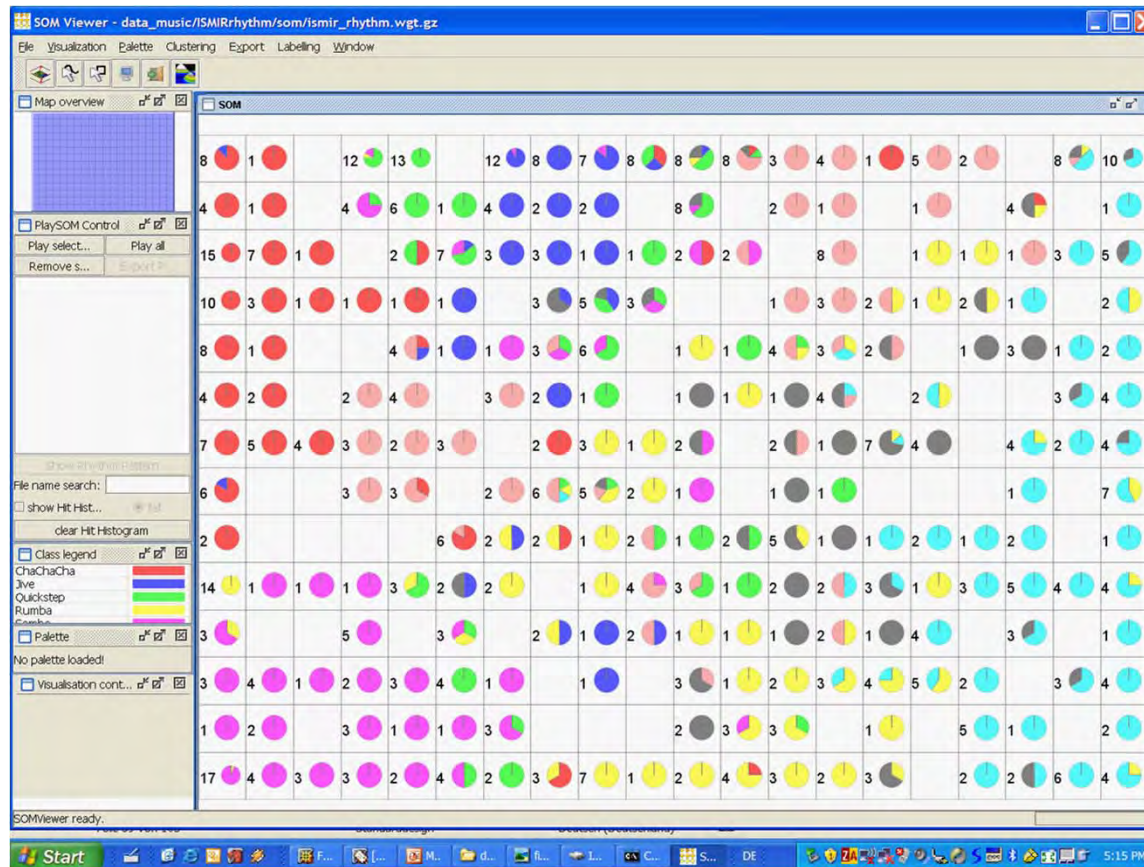 SOM Viewer - data_music/ISMIRrhythm/som/ismir_rhythm.wgt.gz
File Visualization Palette Clustering Export Labelling Window
Map overview
SOM
8 1 12 13 12 8 7 8 8 8 3 4 1 5 2 8 10
4 1 4 6 1 4 2 2 8 2 1 1 4 1
PlaySOM Control
Play select... Play all
15 7 1 2 7 3 3 1 1 2 2 8 1 1 1 3 5
Remove s...
10 3 1 1 1 1 3 5 3 1 3 2 1 2 1 2
8 1 4 1 1 3 6 1 1 4 3 2 1 3 1 2
4 2 2 4 3 2 1 1 1 1 4 2 3 4
7 5 4 3 2 3 2 3 1 2 2 1 7 4 4 2 4
Show Rhythm Pattern
File name search:
6 3 3 2 6 5 2 1 1 1 1 7
show Hit Hist...
clear Hit Histogram
2 6 2 2 1 2 1 2 5 1 1 2 1 2 1
Class legend
ChaChaCha
Jive
Quickstep
Rumba
14 1 1 1 3 2 2 1 4 3 1 2 2 3 1 3 5 4 4
3 5 3 2 1 2 1 1 1 2 1 4 3 1
Palette
No palette loaded!
Visualisation cont...
3 4 1 2 3 4 1 1 3 1 2 3 4 5 2 3 4
1 2 3 1 1 3 2 3 3 1 5 1 2
17 4 3 3 2 4 2 3 7 1 2 4 3 2 3 2 2 6 4
SOMViewer ready.
Standarddesign Deutsch (Deutschland)
Start F... [... M... d... fi... I... C... S... DE 5:15 P